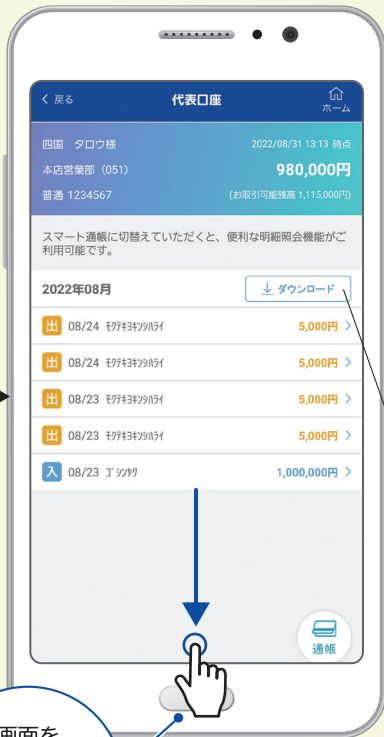 戻る
代表口座
ホーム
四国 タロウ様
2022/08/31 13:13 時点
本店営業部 (051)
980,000円
普通 1234567
(お取引可能残高 1,115,000円)
スマート通帳に切替えていただくと、便利な明細照会機能がご
利用可能です。
2022年08月
ダウンロード
出 08/24 ﾓｸﾃｷﾖｷﾝｼﾊﾗｲ 5,000円
出 08/24 ﾓｸﾃｷﾖｷﾝｼﾊﾗｲ 5,000円
出 08/23 ﾓｸﾃｷﾖｷﾝｼﾊﾗｲ 5,000円
出 08/23 ﾓｸﾃｷﾖｷﾝｼﾊﾗｲ 5,000円
入 08/23 ｺﾞｼﾝﾔｸ 1,000,000円
通帳
画面を